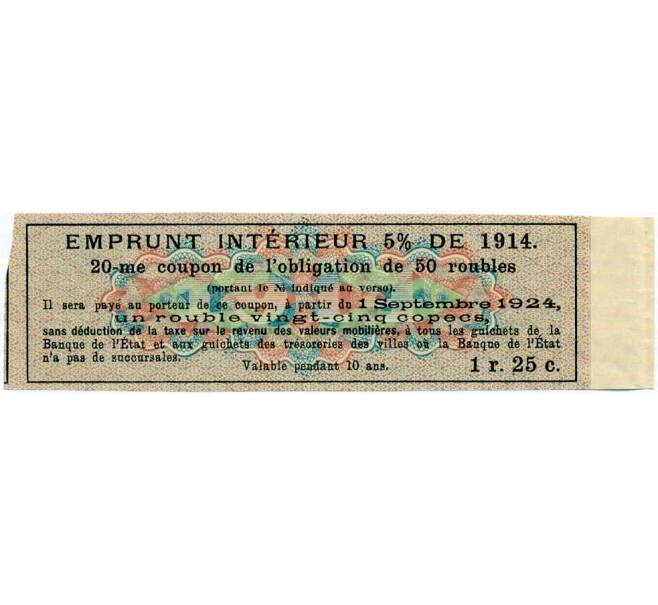 EMPRUNT INTÉRIEUR 5% DE 1914.
20-me coupon de l'obligation de 50 roubles
(portant le № indiqué au verso).
Il sera payé au porteur de ce coupon, à partir du 1 Septembre 1924,
un rouble vingt-cinq copecs,
sans déduction de la taxe sur le revenu des valeurs mobilières, à tous les guichets de la
Banque de l'État et aux guichets des trésoreries des villes où la Banque de l'État
n'a pas de succursales.
Valable pendant 10 ans.
1 r. 25 c.